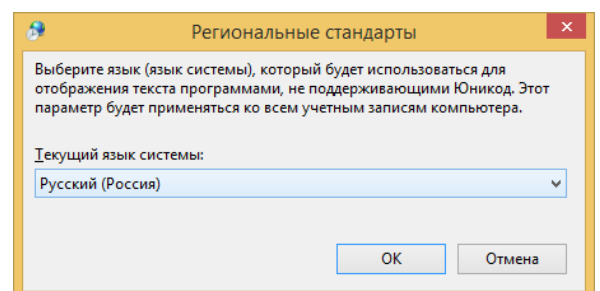 Региональные стандарты
Выберите язык (язык системы), который будет использоваться для
отображения текста программами, не поддерживающими Юникод. Этот
параметр будет применяться ко всем учетным записям компьютера.
Текущий язык системы:
Русский (Россия)
ОК
Отмена